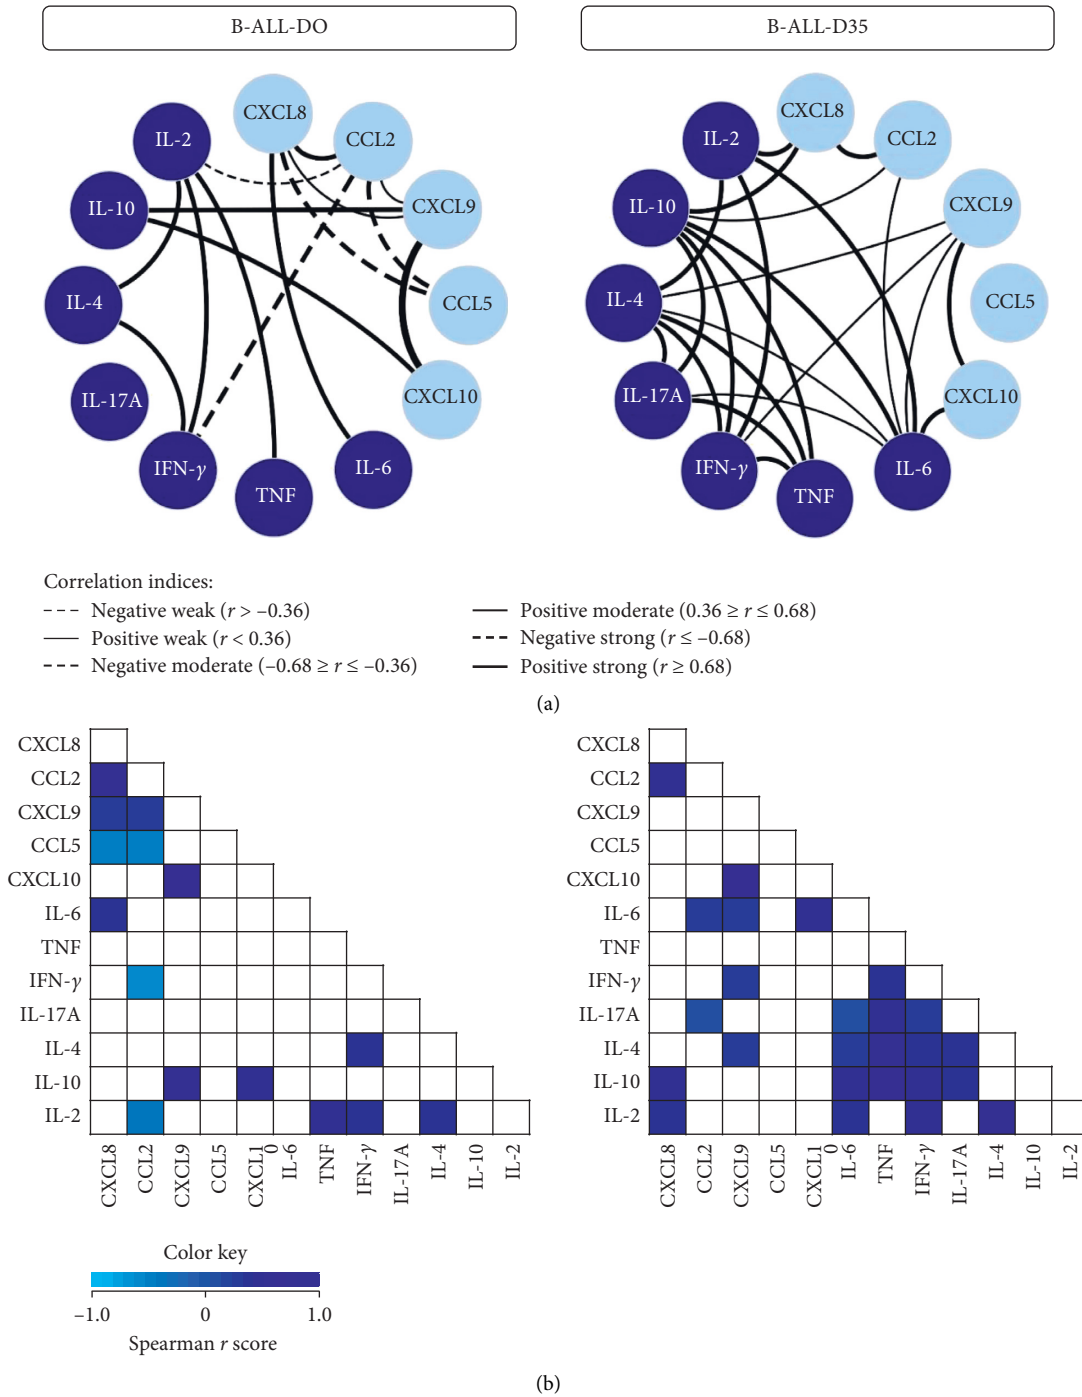 B-ALL-DO
B-ALL-D35
CXCL8
IL-2
CCL2
IL-10
CXCL9
IL-4
CCL5
IL-17A
CXCL10
IFN-γ
IL-6
TNF
CXCL8
IL-2
CCL2
IL-10
CXCL9
IL-4
CCL5
IL-17A
CXCL10
IFN-γ
IL-6
TNF
Correlation indices:
Negative weak (r > –0.36)
Positive weak (r < 0.36)
Negative moderate (–0.68 ≥ r ≤ –0.36)
Positive moderate (0.36 ≥ r ≤ 0.68)
Negative strong (r ≤ –0.68)
Positive strong (r ≥ 0.68)
(a)
CXCL8
CCL2
CXCL9
CCL5
CXCL10
IL-6
TNF
IFN-γ
IL-17A
IL-4
IL-10
IL-2
CXCL8
CCL2
CXCL9
CCL5
CXCL1
0
IL-6
TNF
IFN-γ
IL-17A
IL-4
IL-10
IL-2
CXCL8
CCL2
CXCL9
CCL5
CXCL10
IL-6
TNF
IFN-γ
IL-17A
IL-4
IL-10
IL-2
CXCL8
CCL2
CXCL9
CCL5
CXCL1
0
IL-6
TNF
IFN-γ
IL-17A
IL-4
IL-10
IL-2
Color key
–1.0 0 1.0
Spearman r score
(b)